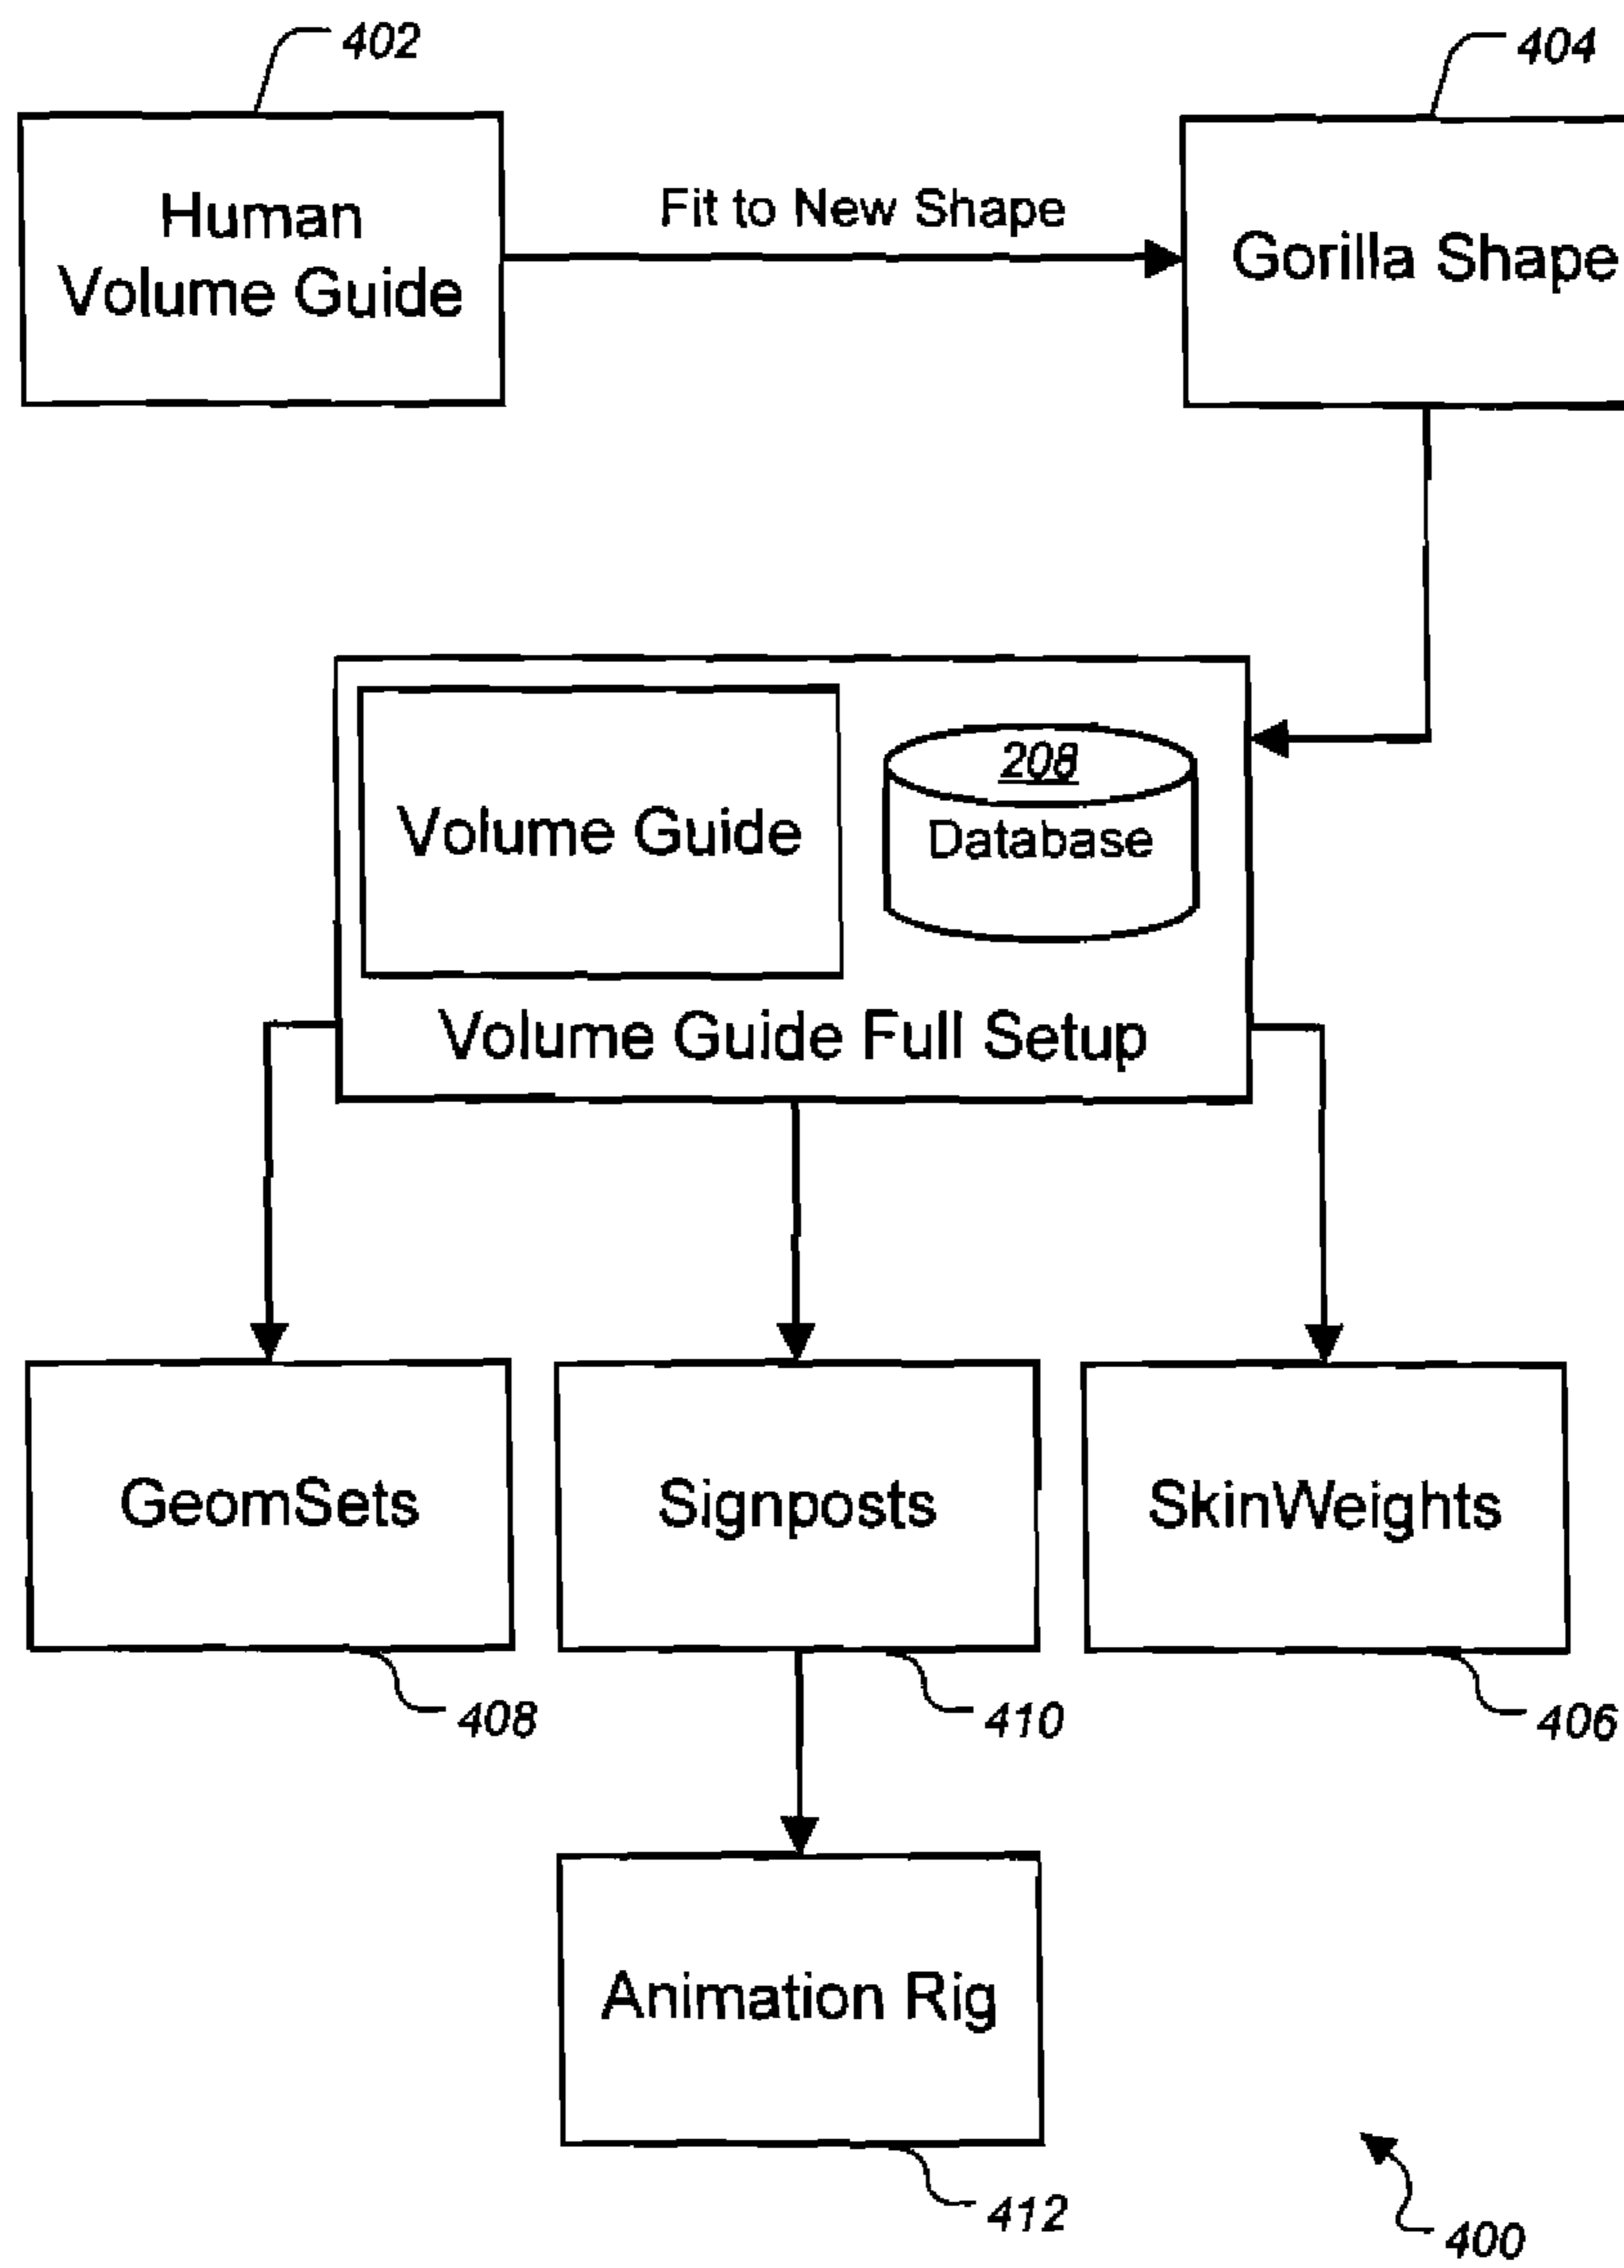 402
404
Human
Volume Guide
Fit to New Shape
Gorilla Shape
208
Volume Guide
Database
Volume Guide Full Setup
GeomSets
Signposts
SkinWeights
408
410
406
Animation Rig
412
400